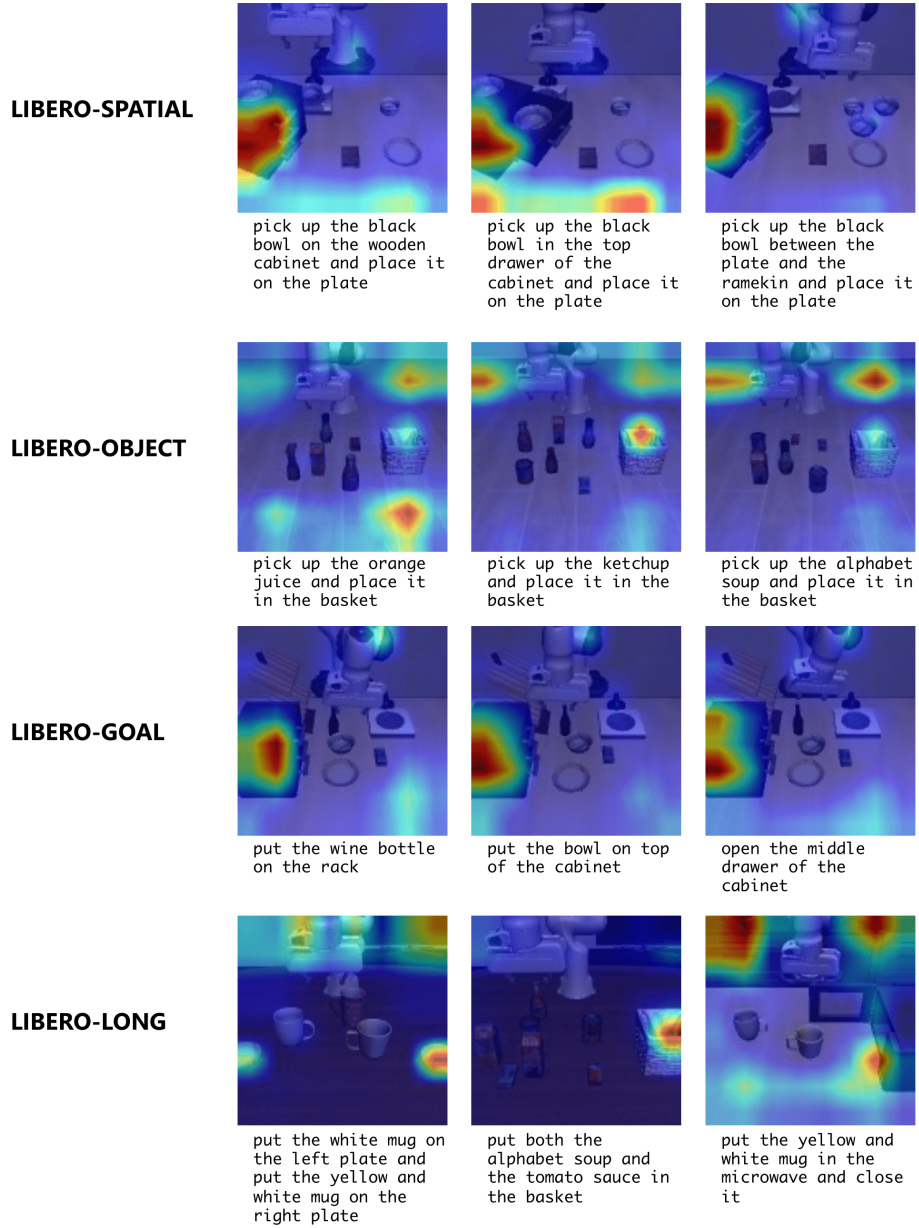 LIBERO-SPATIAL
pick up the black
bowl on the wooden
cabinet and place it
on the plate
pick up the black
bowl in the top
drawer of the
cabinet and place it
on the plate
pick up the black
bowl between the
plate and the
ramekin and place it
on the plate
LIBERO-OBJECT
pick up the orange
juice and place it
in the basket
pick up the ketchup
and place it in the
basket
pick up the alphabet
soup and place it in
the basket
LIBERO-GOAL
put the wine bottle
on the rack
put the bowl on top
of the cabinet
open the middle
drawer of the
cabinet
LIBERO-LONG
put the white mug on
the left plate and
put the yellow and
white mug on the
right plate
put both the
alphabet soup and
the tomato sauce in
the basket
put the yellow and
white mug in the
microwave and close
it